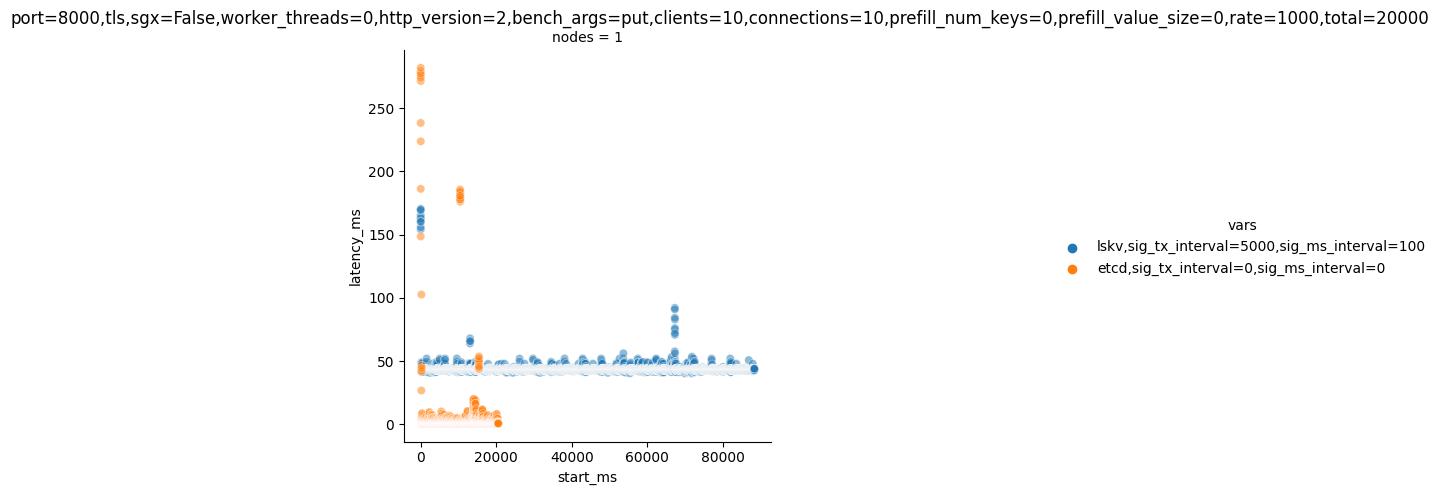 port=8000,tls,sgx=False,worker_threads=0,http_version=2,bench_args=put,clients=10,connections=10,prefill_num_keys=0,prefill_value_size=0,rate=1000,total=20000
nodes = 1
250
200
150
100
50
0
latency_ms
0 20000 40000 60000 80000
start_ms
vars
lskv,sig_tx_interval=5000,sig_ms_interval=100
etcd,sig_tx_interval=0,sig_ms_interval=0